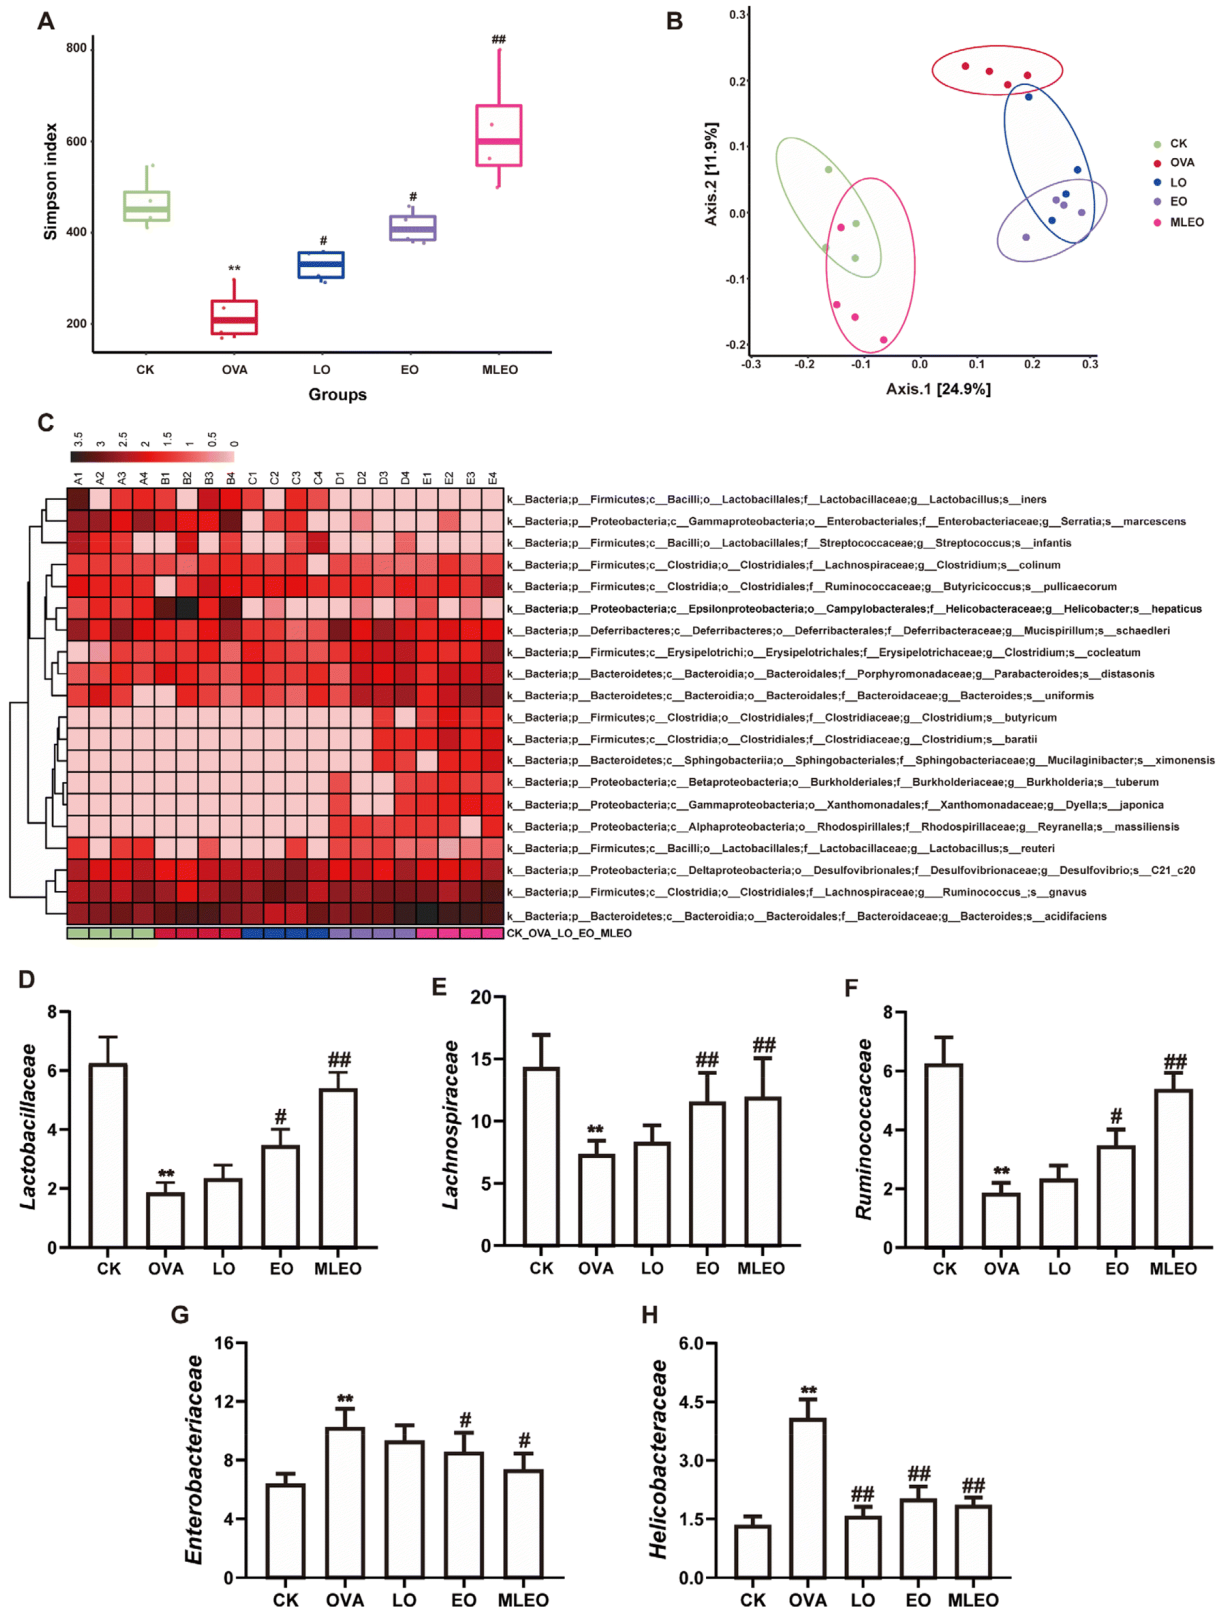 A
Simpson index
800
600
400
200
**
#
#
##
CK OVA LO EO MLEO
Groups
B
Axis.2 [11.9%]
0.3
0.2
0.1
0.0
-0.1
-0.2
-0.3 -0.2 -0.1 0.0 0.1 0.2 0.3
Axis.1 [24.9%]
CK
OVA
LO
EO
MLEO
C
3.5 3 2.5 2 1.5 1 0.5 0
A1 A2 A3 A4 B1 B2 B3 B4 C1 C2 C3 C4 D1 D2 D3 D4 E1 E2 E3 E4
k__Bacteria;p__Firmicutes;c__Bacilli;o__Lactobacillales;f__Lactobacillaceae;g__Lactobacillus;s__iners
k__Bacteria;p__Proteobacteria;c__Gammaproteobacteria;o__Enterobacteriales;f__Enterobacteriaceae;g__Serratia;s__marcescens
k__Bacteria;p__Firmicutes;c__Bacilli;o__Lactobacillales;f__Streptococcaceae;g__Streptococcus;s__infantis
k__Bacteria;p__Firmicutes;c__Clostridia;o__Clostridiales;f__Lachnospiraceae;g__Clostridium;s__colinum
k__Bacteria;p__Firmicutes;c__Clostridia;o__Clostridiales;f__Ruminococcaceae;g__Butyricicoccus;s__pullicaecorum
k__Bacteria;p__Proteobacteria;c__Epsilonproteobacteria;o__Campylobacterales;f__Helicobacteraceae;g__Helicobacter;s__hepaticus
k__Bacteria;p__Deferribacteres;c__Deferribacteres;o__Deferribacterales;f__Deferribacteraceae;g__Mucispirillum;s__schaedleri
k__Bacteria;p__Firmicutes;c__Erysipelotrichi;o__Erysipelotrichales;f__Erysipelotrichaceae;g__Clostridium;s__cocleatum
k__Bacteria;p__Bacteroidetes;c__Bacteroidia;o__Bacteroidales;f__Porphyromonadaceae;g__Parabacteroides;s__distasonis
k__Bacteria;p__Bacteroidetes;c__Bacteroidia;o__Bacteroidales;f__Bacteroidaceae;g__Bacteroides;s__uniformis
k__Bacteria;p__Firmicutes;c__Clostridia;o__Clostridiales;f__Clostridiaceae;g__Clostridium;s__butyricum
k__Bacteria;p__Firmicutes;c__Clostridia;o__Clostridiales;f__Clostridiaceae;g__Clostridium;s__baratii
k__Bacteria;p__Bacteroidetes;c__Sphingobacteriia;o__Sphingobacteriales;f__Sphingobacteriaceae;g__Mucilaginibacter;s__ximonensis
k__Bacteria;p__Proteobacteria;c__Betaproteobacteria;o__Burkholderiales;f__Burkholderiaceae;g__Burkholderia;s__tuberum
k__Bacteria;p__Proteobacteria;c__Gammaproteobacteria;o__Xanthomonadales;f__Xanthomonadaceae;g__Dyella;s__japonica
k__Bacteria;p__Proteobacteria;c__Alphaproteobacteria;o__Rhodospirillales;f__Rhodospirillaceae;g__Reyranella;s__massiliensis
k__Bacteria;p__Firmicutes;c__Bacilli;o__Lactobacillales;f__Lactobacillaceae;g__Lactobacillus;s__reuteri
k__Bacteria;p__Proteobacteria;c__Deltaproteobacteria;o__Desulfovibrionales;f__Desulfovibrionaceae;g__Desulfovibrio;s__C21_c20
k__Bacteria;p__Firmicutes;c__Clostridia;o__Clostridiales;f__Lachnospiraceae;g___Ruminococcus_;s__gnavus
k__Bacteria;p__Bacteroidetes;c__Bacteroidia;o__Bacteroidales;f__Bacteroidaceae;g__Bacteroides;s__acidifaciens
CK_OVA_LO_EO_MLEO
D
Lactobacillaceae
8
6
4
2
0
**
#
##
CK OVA LO EO MLEO
E
Lachnospiraceae
20
15
10
5
0
**
##
##
CK OVA LO EO MLEO
F
Ruminococcaceae
8
6
4
2
0
**
#
##
CK OVA LO EO MLEO
G
Enterobacteriaceae
16
12
8
4
0
**
#
#
CK OVA LO EO MLEO
H
Helicobacteraceae
6.0
4.5
3.0
1.5
0.0
**
##
##
##
CK OVA LO EO MLEO